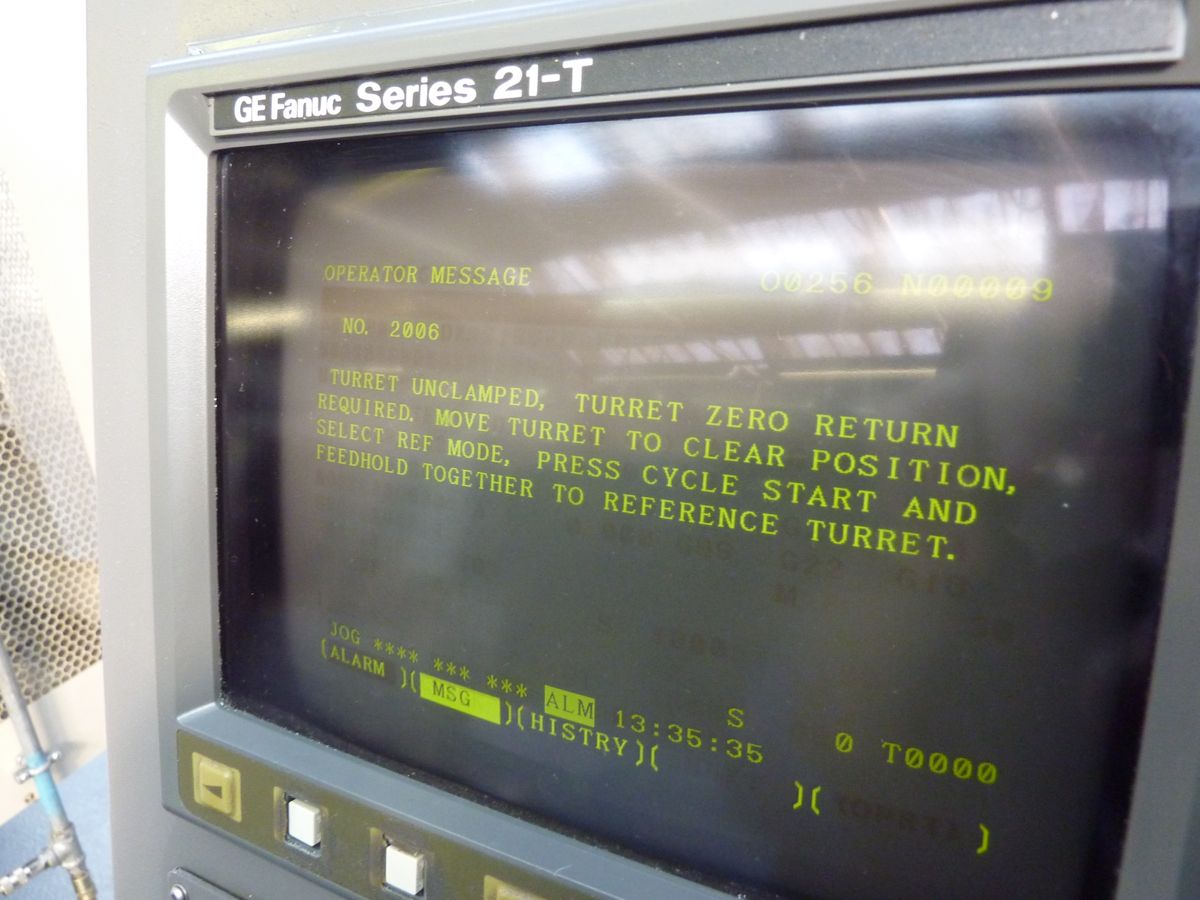 GE Fanuc Series 21-T
OPERATOR MESSAGE O0256 N00009
NO. 2006
TURRET UNCLAMPED, TURRET ZERO RETURN
REQUIRED. MOVE TURRET TO CLEAR POSITION,
SELECT REF MODE, PRESS CYCLE START AND
FEEDHOLD TOGETHER TO REFERENCE TURRET.
S 0 T0000
JOG **** *** *** ALM 13:35:35
(ALARM )( MSG )(HISTRY)( )( (OPRT) )